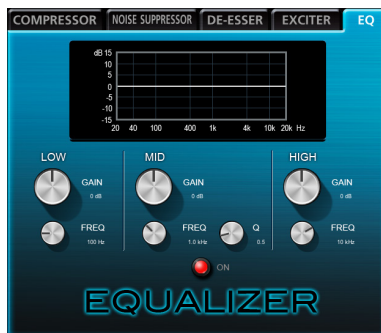 COMPRESSOR NOISE SUPPRESSOR DE-ESSER EXCITER EQ
dB 15
10
5
0
-5
-10
-15
20 40 100 400 1k 4k 10k 20k Hz
LOW MID HIGH
GAIN GAIN GAIN
0 dB 0 dB 0 dB
FREQ FREQ Q FREQ
100 Hz 1.0 kHz 0.5 10 kHz
ON
EQUALIZER